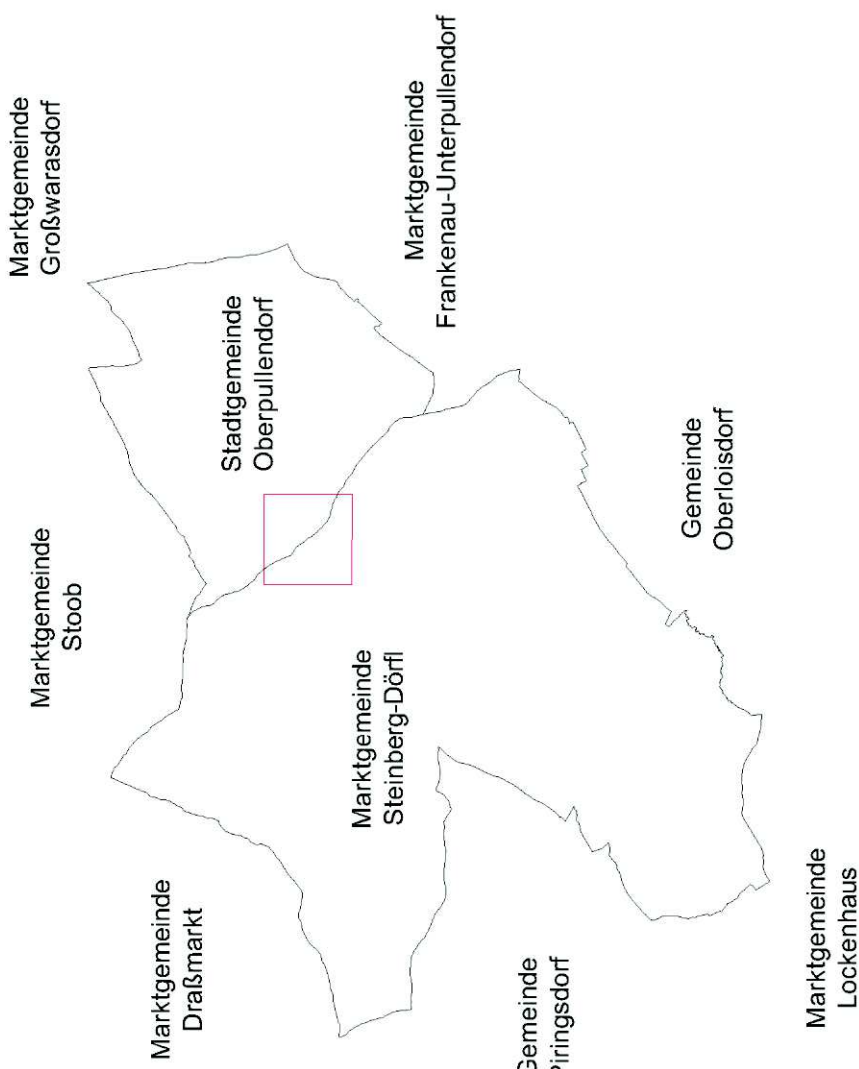 Marktgemeinde
Großwarasdorf
Marktgemeinde
Stoob
Stadtgemeinde
Oberpullendorf
Marktgemeinde
Frankenau-Unterpullendorf
Marktgemeinde
Draßmarkt
Marktgemeinde
Steinberg-Dörfl
Gemeinde
Oberloisdorf
Gemeinde
Piringsdorf
Marktgemeinde
Lockenhaus